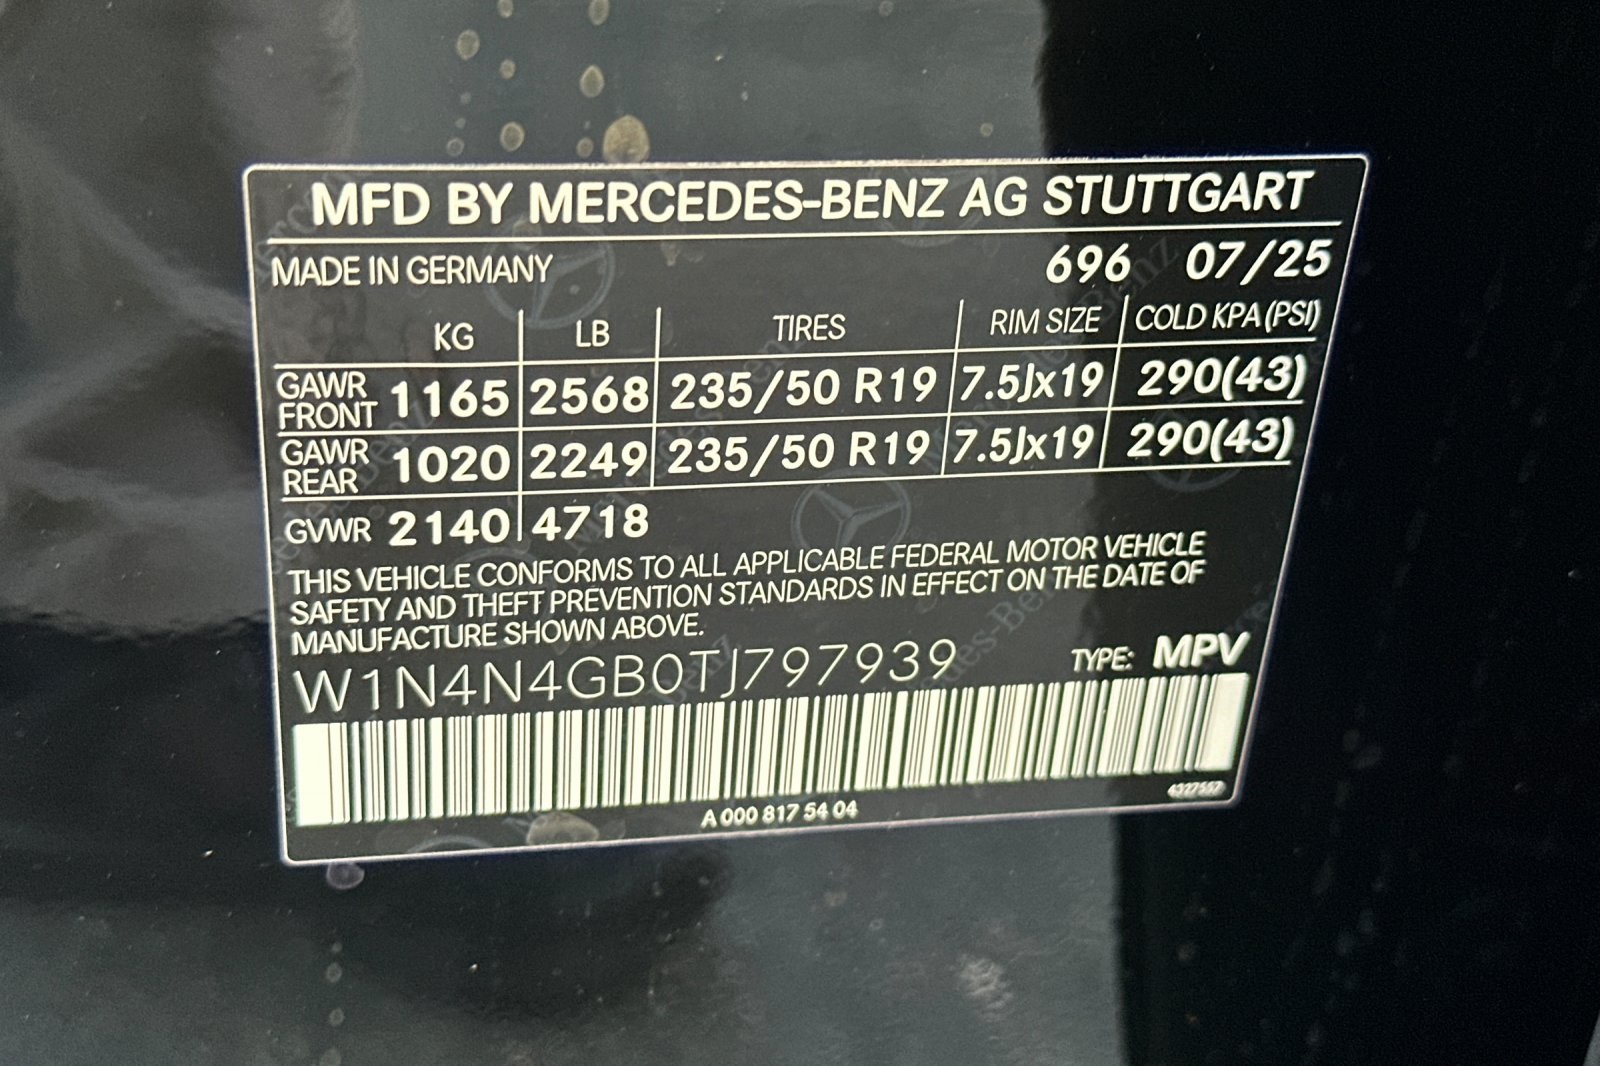 MFD BY MERCEDES-BENZ AG STUTTGART
MADE IN GERMANY 696 07/25
KG LB TIRES RIM SIZE COLD KPA(PSI)
GAWR FRONT 1165 2568 235/50 R19 7.5Jx19 290(43)
GAWR REAR 1020 2249 235/50 R19 7.5Jx19 290(43)
GVWR 2140 4718
THIS VEHICLE CONFORMS TO ALL APPLICABLE FEDERAL MOTOR VEHICLE
SAFETY AND THEFT PREVENTION STANDARDS IN EFFECT ON THE DATE OF
MANUFACTURE SHOWN ABOVE.
W1N4N4GB0TJ797939 TYPE: MPV
A 000 817 54 04